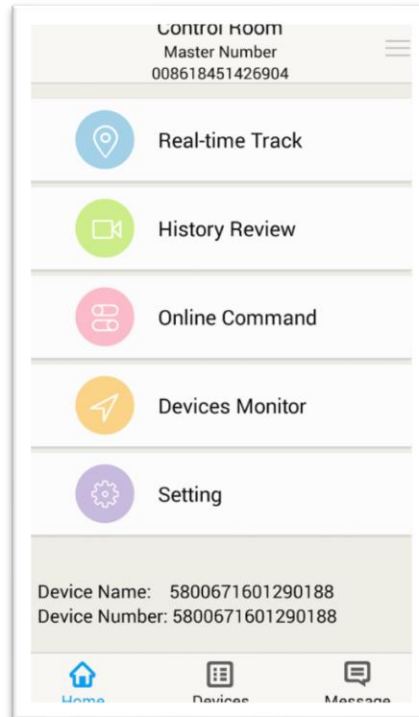 Control Room
Master Number
008618451426904
Real-time Track
History Review
Online Command
Devices Monitor
Setting
Device Name: 5800671601290188
Device Number: 5800671601290188
Home Devices Message